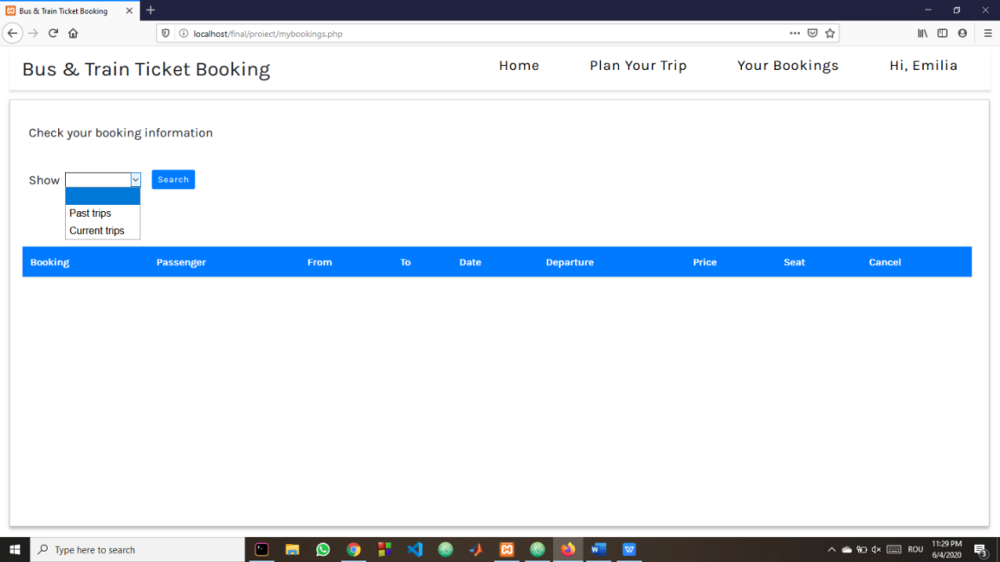 Bus & Train Ticket Booking
localhost/final/proiect/mybookings.php
Bus & Train Ticket Booking Home Plan Your Trip Your Bookings Hi, Emilia
Check your booking information
Show Search
Past trips
Current trips
Booking Passenger From To Date Departure Price Seat Cancel
Type here to search
ROU
11:29 PM
6/4/2020
3